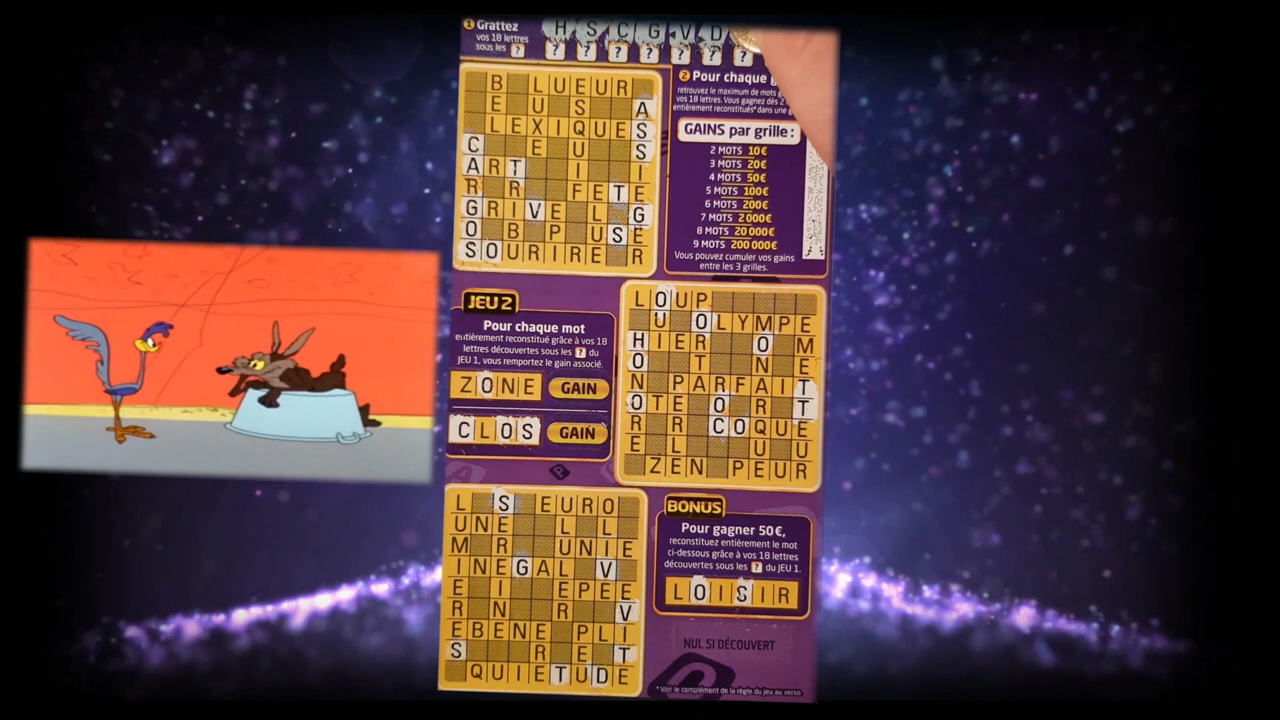 1 Grattez
vos 18 lettres
sous les ?
H S C G V D
? ? ? ? ? ? ?
2 Pour chaque
retrouvez le maximum de mots
vos 18 lettres. Vous gagnez dès 2
entièrement reconstitués* dans une
GAINS par grille :
2 MOTS 10€
3 MOTS 20€
4 MOTS 50€
5 MOTS 100€
6 MOTS 200€
7 MOTS 2 000€
8 MOTS 20 000€
9 MOTS 200 000€
Vous pouvez cumuler vos gains
entre les 3 grilles.
B LUEUR
E U S A
LEXIQUES
C E U S
ART I I
R R FETE
GRIVE L G
O B P USE
SOURIRE R
JEU 2
Pour chaque mot
entièrement reconstitué grâce à vos 18
lettres découvertes sous les ? du
JEU 1, vous remportez le gain associé.
ZONE GAIN
CLOS GAIN
LOUP
U OLYMPE
HIER O M
O T N E
N PARFAIT
OTE O R T
R R COQUE
E L U U
ZEN PEUR
L S EURO
UNE L L
M R UNIE
INEGAL V
E I EPEE
R N R V
EBENE PLI
S R E T
QUIETUDE
BONUS
Pour gagner 50€,
reconstituez entièrement le mot
ci-dessous grâce à vos 18 lettres
découvertes sous les ? du JEU 1.
LOISIR
NUL SI DÉCOUVERT
* Voir le complément de la règle du jeu au verso